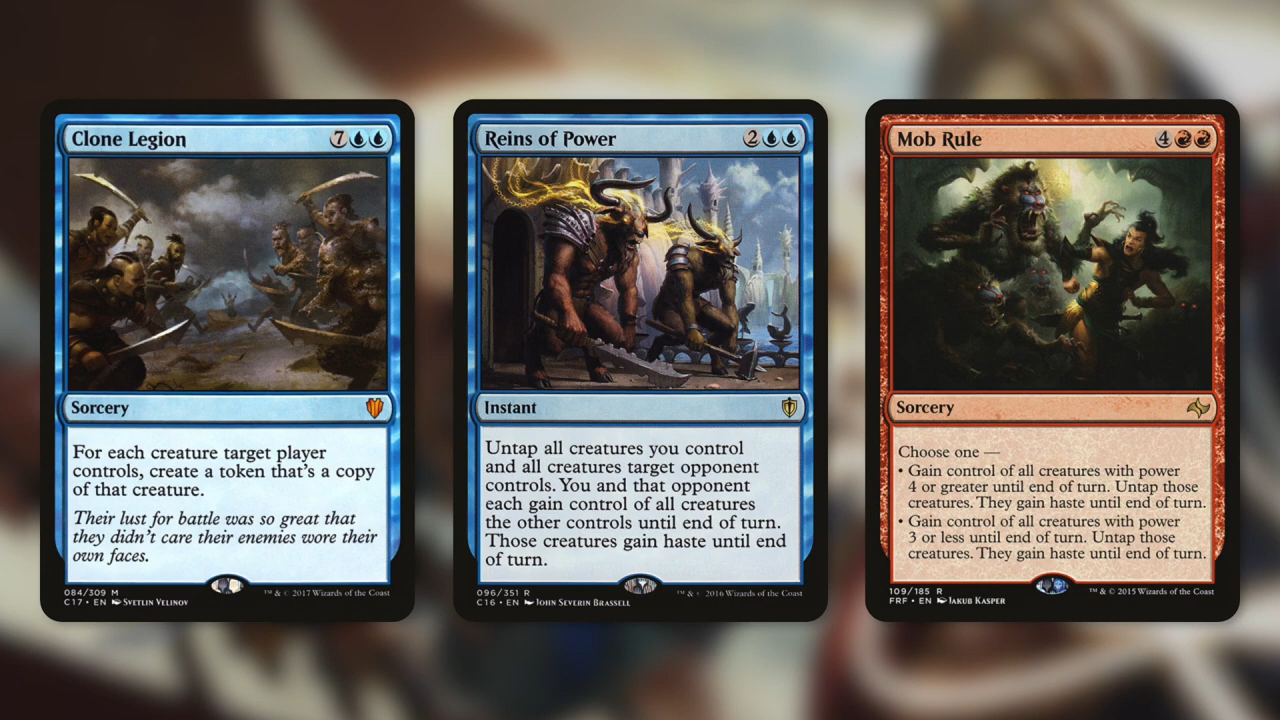 Clone Legion 7
Sorcery
For each creature target player
controls, create a token that's a copy
of that creature.
Their lust for battle was so great that
they didn't care their enemies wore their
own faces.
084/309 M
C17 • EN Svetlin Velinov
™ & © 2017 Wizards of the Coast
Reins of Power 2
Instant
Untap all creatures you control
and all creatures target opponent
controls. You and that opponent
each gain control of all creatures
the other controls until end of turn.
Those creatures gain haste until end
of turn.
096/351 R
C16 • EN John Severin Brassell
™ & © 2016 Wizards of the Coast
Mob Rule 4
Sorcery
Choose one —
• Gain control of all creatures with power
4 or greater until end of turn. Untap those
creatures. They gain haste until end of turn.
• Gain control of all creatures with power
3 or less until end of turn. Untap those
creatures. They gain haste until end of turn.
109/185 R
FRF • EN Jakub Kasper
™ & © 2015 Wizards of the Coast